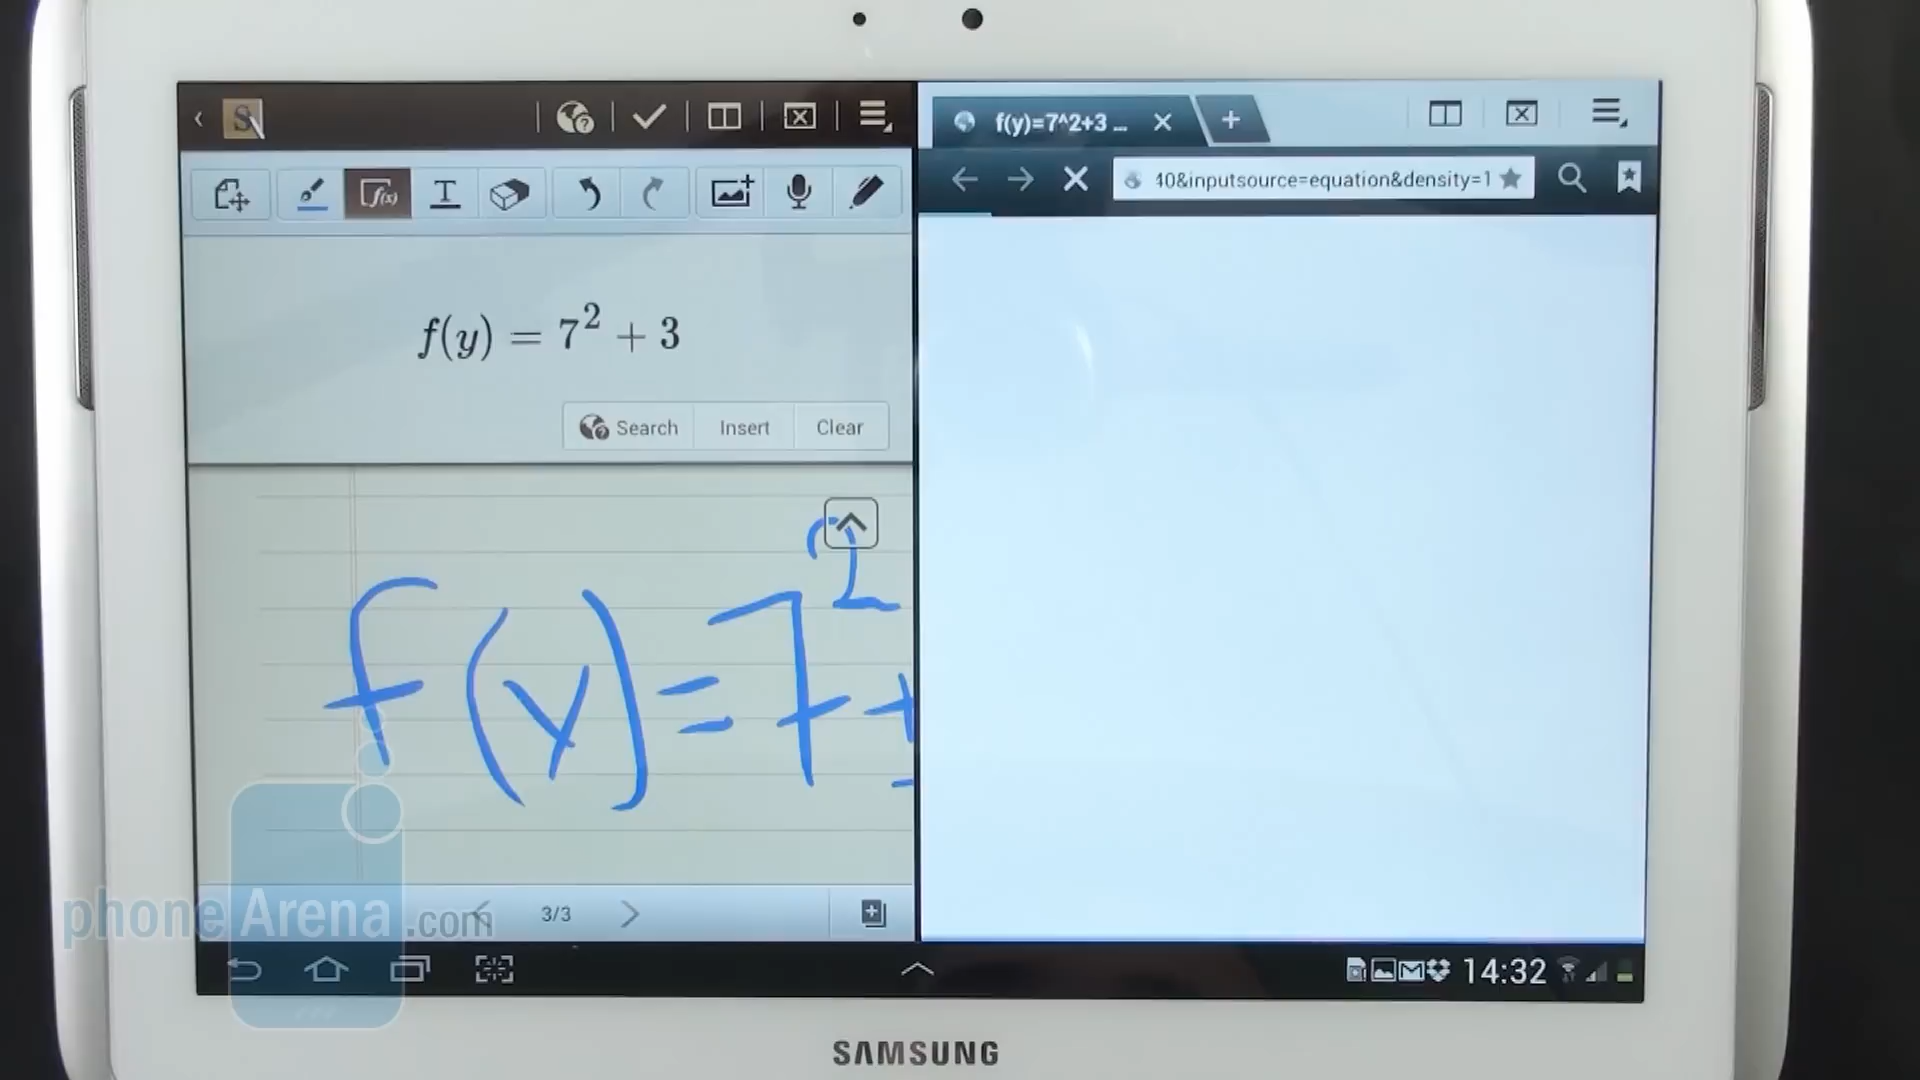 S
f(y)=7^2+3 ...
40&inputsource=equation&density=1
f(x)
T
f(y) = 7² + 3
Search Insert Clear
f(y)=7²+
3/3
phoneArena.com
14:32
SAMSUNG